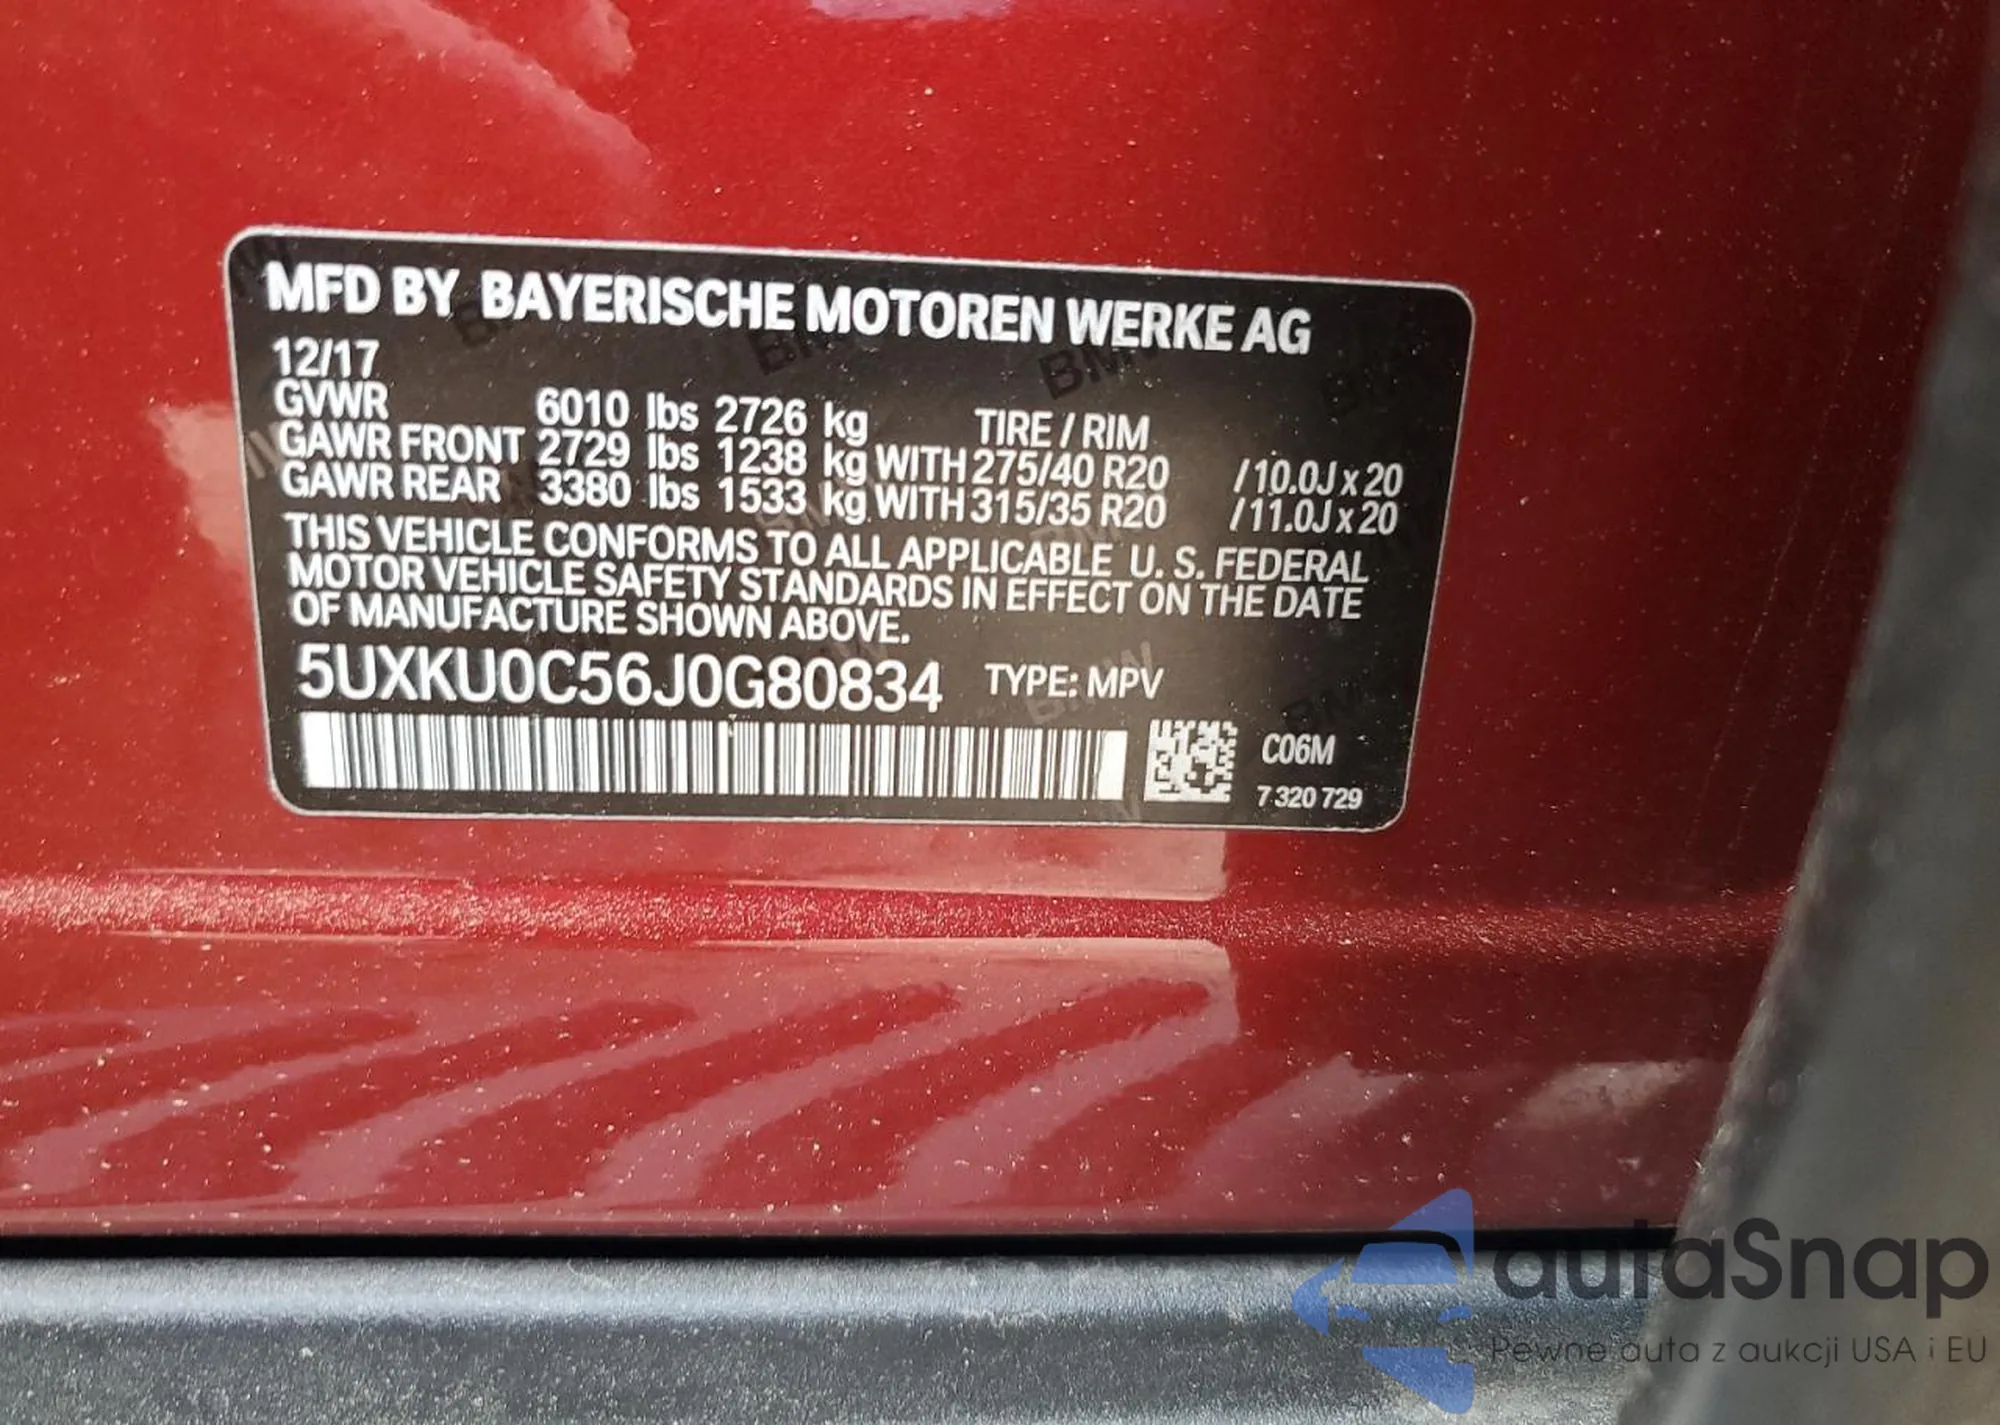 MFD BY BAYERISCHE MOTOREN WERKE AG
12/17
GVWR 6010 lbs 2726 kg TIRE / RIM
GAWR FRONT 2729 lbs 1238 kg WITH 275/40 R20 /10.0J x 20
GAWR REAR 3380 lbs 1533 kg WITH 315/35 R20 /11.0J x 20
THIS VEHICLE CONFORMS TO ALL APPLICABLE U. S. FEDERAL
MOTOR VEHICLE SAFETY STANDARDS IN EFFECT ON THE DATE
OF MANUFACTURE SHOWN ABOVE.
5UXKU0C56J0G80834 TYPE: MPV
C06M
7 320 729
autaSnap
Pewne auta z aukcji USA i EU